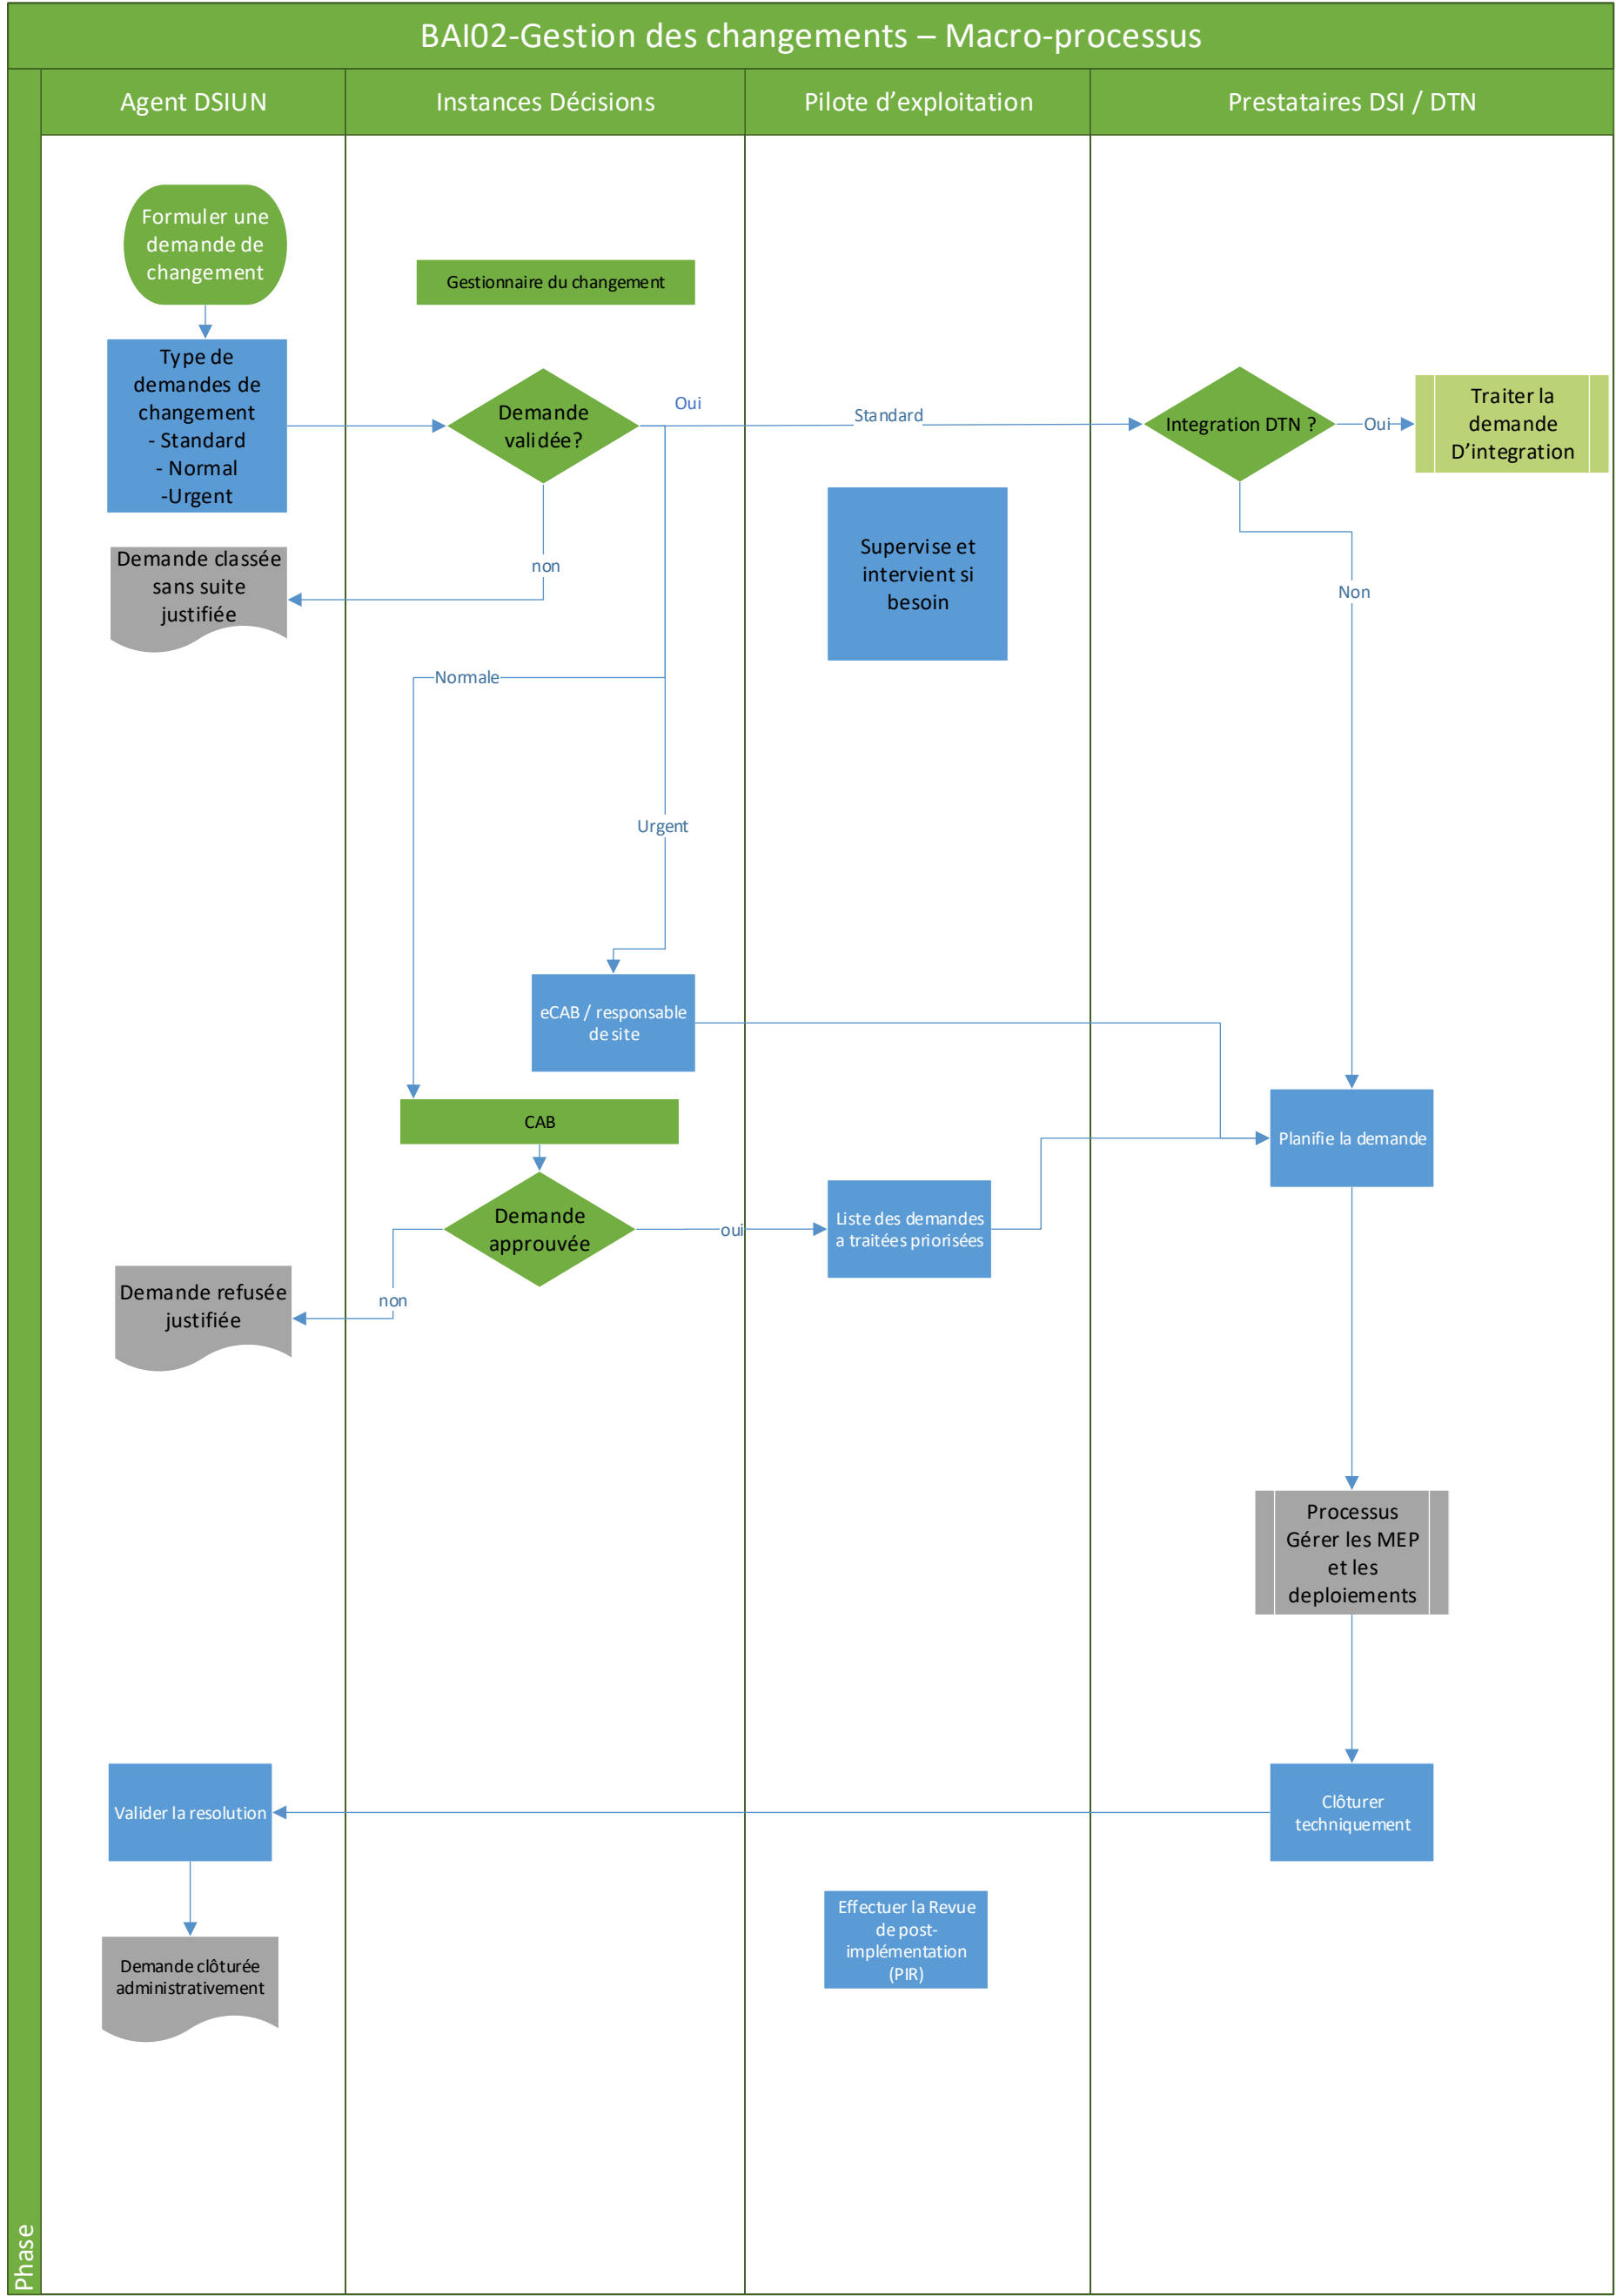 BAI02-Gestion des changements – Macro-processus
Agent DSIUN
Instances Décisions
Pilote d'exploitation
Prestataires DSI / DTN
Formuler une
demande de
changement
Gestionnaire du changement
Type de
demandes de
changement
- Standard
- Normal
-Urgent
Demande
validée?
Oui
Standard
Integration DTN ?
Oui
Traiter la
demande
D'integration
Demande classée
sans suite
justifiée
non
Supervise et
intervient si
besoin
Non
Normale
Urgent
eCAB / responsable
de site
CAB
Planifie la demande
Demande
approuvée
oui
Liste des demandes
a traitées priorisées
Demande refusée
justifiée
non
Processus
Gérer les MEP
et les
deploiements
Valider la resolution
Clôturer
techniquement
Effectuer la Revue
de post-
implémentation
(PIR)
Demande clôturée
administrativement
Phase